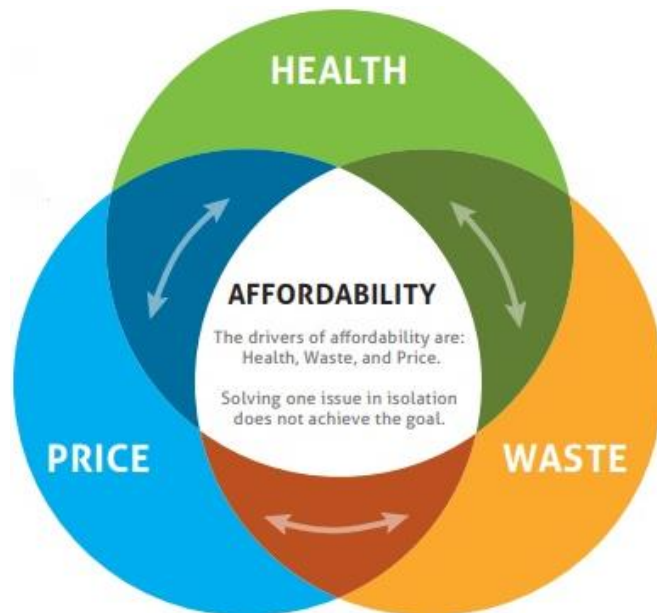 HEALTH
AFFORDABILITY
The drivers of affordability are:
Health, Waste, and Price.
Solving one issue in isolation
does not achieve the goal.
PRICE
WASTE